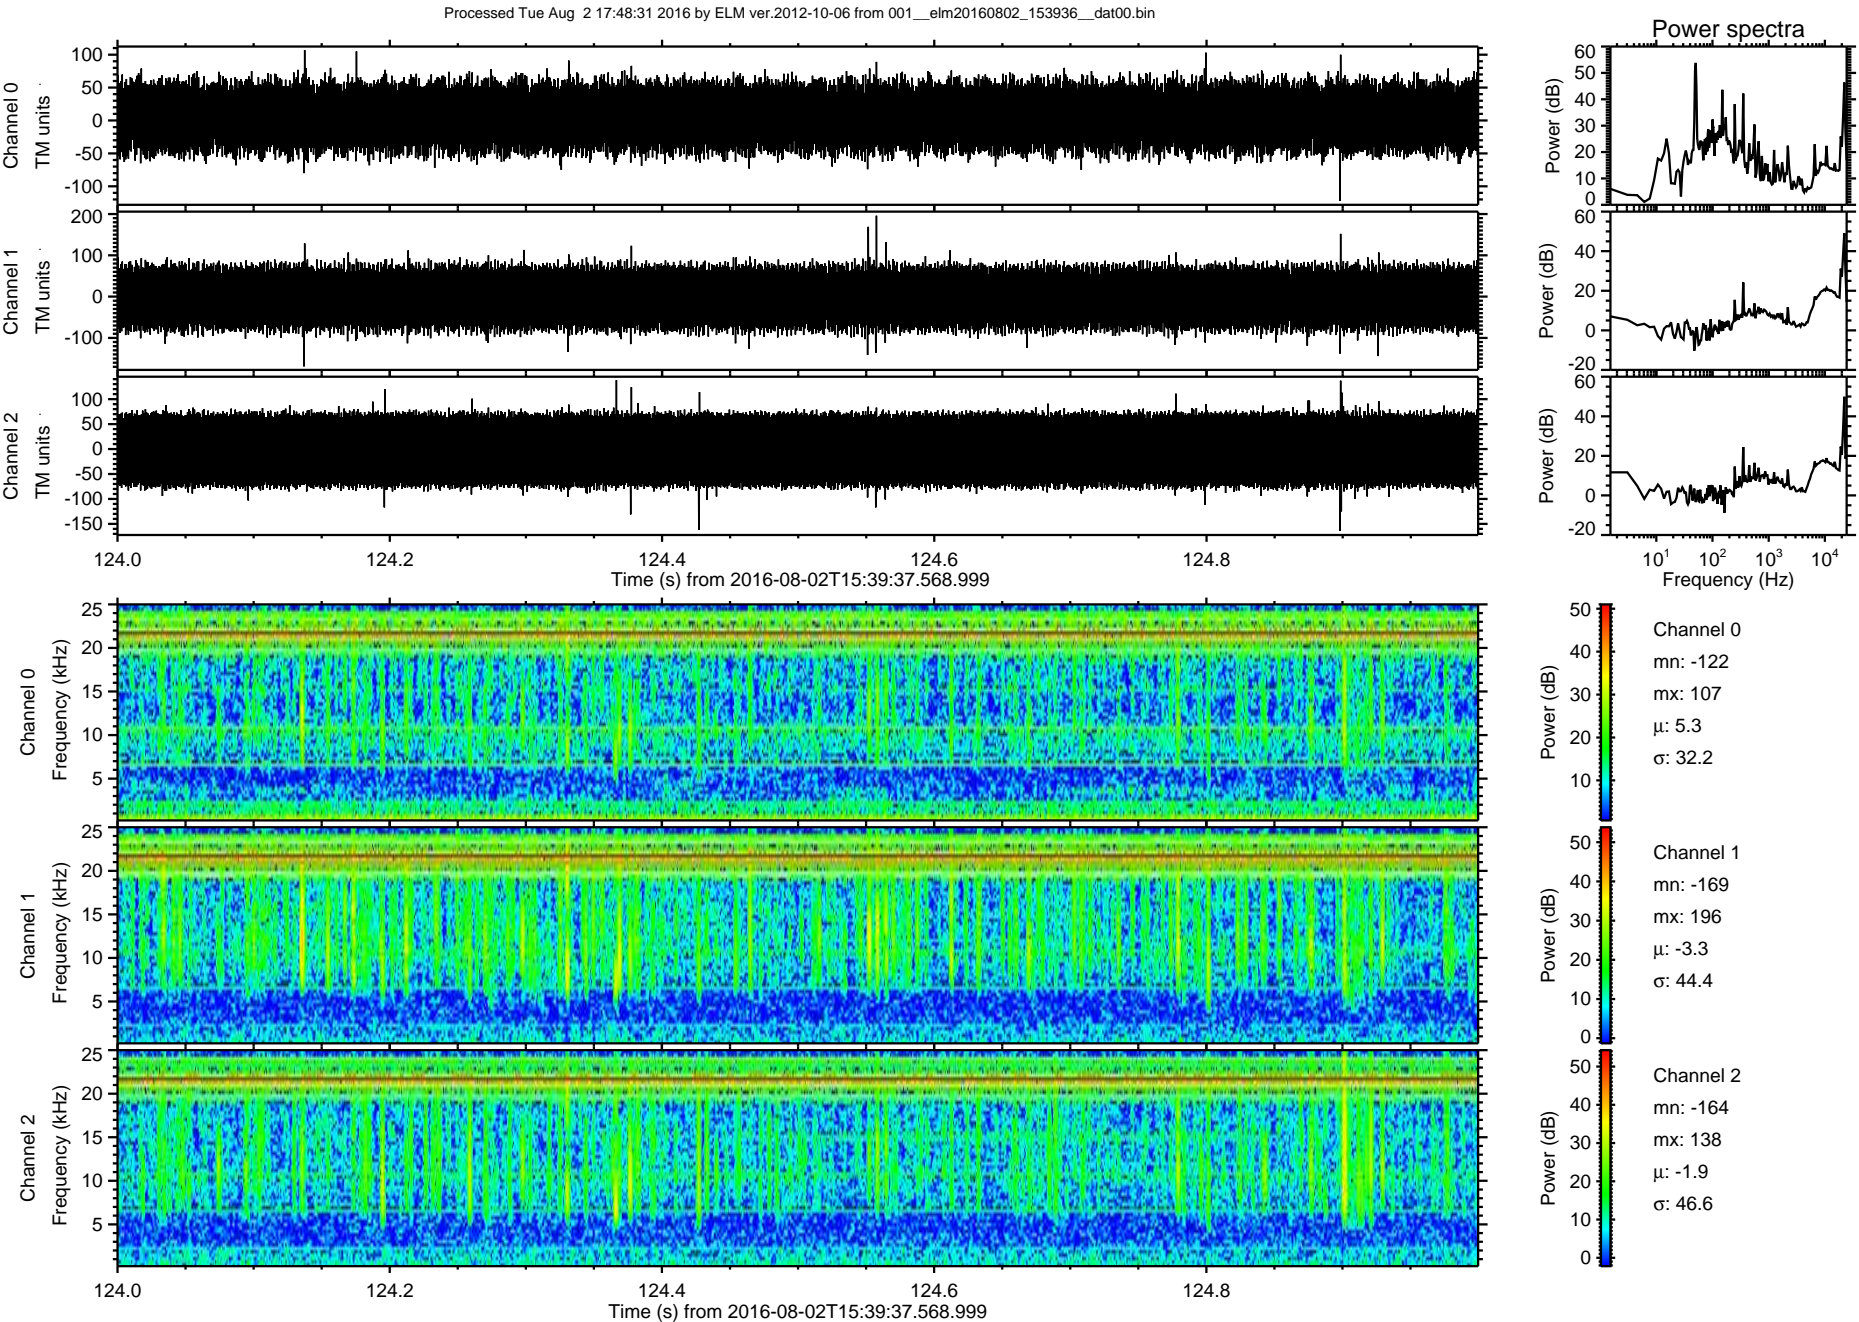 Processed Tue Aug  2 17:48:31 2016 by ELM ver.2012-10-06 from 001__elm20160802_153936__dat00.bin
Power spectra
Channel 0
TM units
100
50
0
-50
-100
Power (dB)
60
50
40
30
20
10
0
Channel 1
TM units
200
100
0
-100
Power (dB)
60
40
20
0
-20
Channel 2
TM units
100
50
0
-50
-100
-150
Power (dB)
60
40
20
0
-20
124.0 124.2 124.4 124.6 124.8
Time (s) from 2016-08-02T15:39:37.568.999
10¹ 10² 10³ 10⁴
Frequency (Hz)
Channel 0
Frequency (kHz)
25
20
15
10
5
Power (dB)
50
40
30
20
10
Channel 0
mn: -122
mx: 107
μ: 5.3
σ: 32.2
Channel 1
Frequency (kHz)
25
20
15
10
5
Power (dB)
50
40
30
20
10
0
Channel 1
mn: -169
mx: 196
μ: -3.3
σ: 44.4
Channel 2
Frequency (kHz)
25
20
15
10
5
Power (dB)
50
40
30
20
10
0
Channel 2
mn: -164
mx: 138
μ: -1.9
σ: 46.6
124.0 124.2 124.4 124.6 124.8
Time (s) from 2016-08-02T15:39:37.568.999